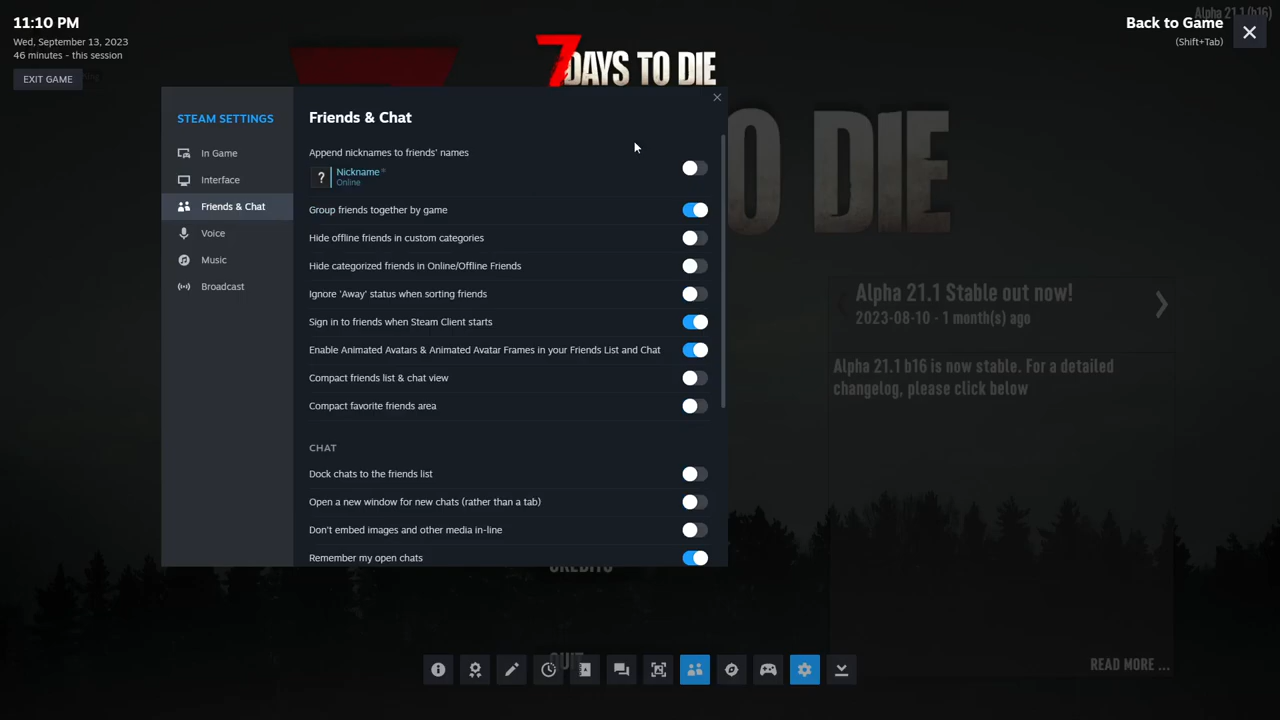 11:10 PM
Wed, September 13, 2023
46 minutes - this session
EXIT GAME
Alpha 21.1 (b16)
Back to Game
(Shift+Tab)
7 DAYS TO DIE
TO DIE
STEAM SETTINGS
In Game
Interface
Friends & Chat
Voice
Music
Broadcast
Friends & Chat
Append nicknames to friends' names
? Nickname *
Online
Group friends together by game
Hide offline friends in custom categories
Hide categorized friends in Online/Offline Friends
Ignore 'Away' status when sorting friends
Sign in to friends when Steam Client starts
Enable Animated Avatars & Animated Avatar Frames in your Friends List and Chat
Compact friends list & chat view
Compact favorite friends area
CHAT
Dock chats to the friends list
Open a new window for new chats (rather than a tab)
Don't embed images and other media in-line
Remember my open chats
Alpha 21.1 Stable out now!
2023-08-10 - 1 month(s) ago
Alpha 21.1 b16 is now stable. For a detailed
changelog, please click below
READ MORE ...
CREDITS
QUIT